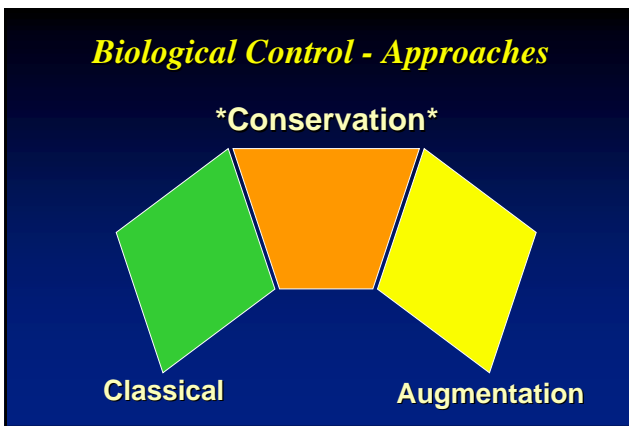 Biological Control - Approaches
*Conservation*
Classical
Augmentation